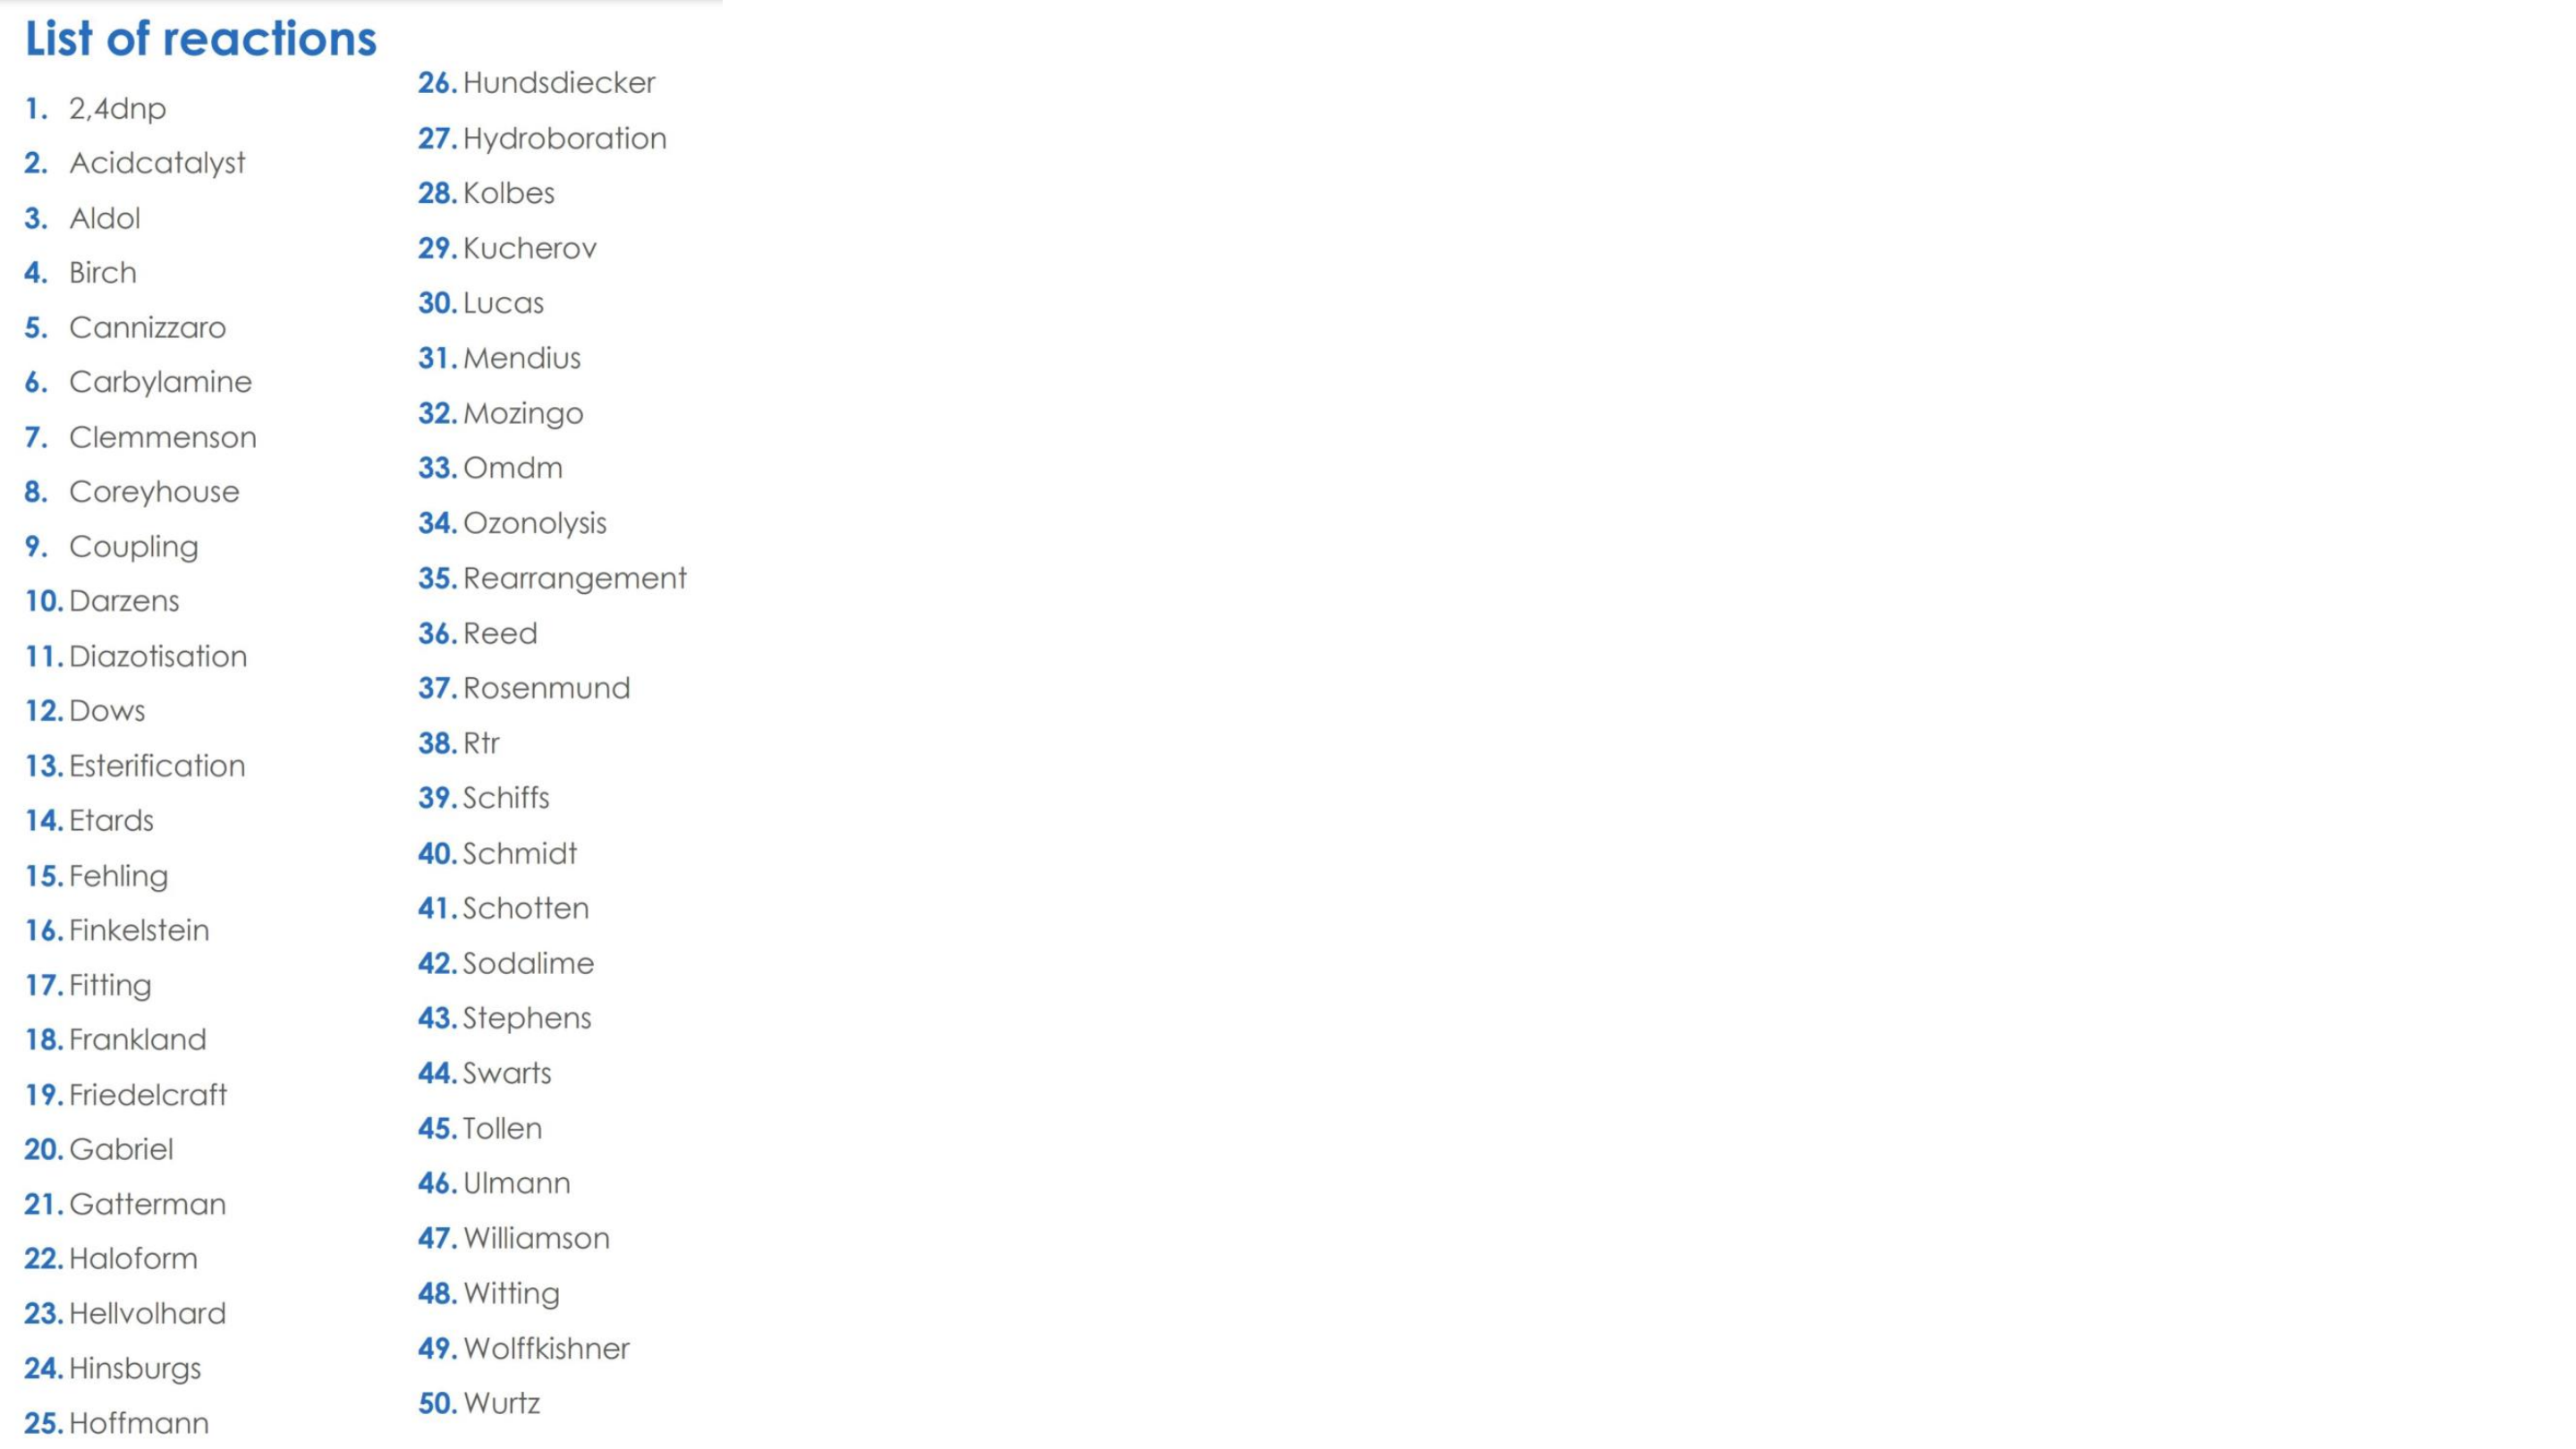 List of reactions
1. 2,4dnp
2. Acidcatalyst
3. Aldol
4. Birch
5. Cannizzaro
6. Carbylamine
7. Clemmenson
8. Coreyhouse
9. Coupling
10. Darzens
11. Diazotisation
12. Dows
13. Esterification
14. Etards
15. Fehling
16. Finkelstein
17. Fitting
18. Frankland
19. Friedelcraft
20. Gabriel
21. Gatterman
22. Haloform
23. Hellvolhard
24. Hinsburgs
25. Hoffmann
26. Hundsdiecker
27. Hydroboration
28. Kolbes
29. Kucherov
30. Lucas
31. Mendius
32. Mozingo
33. Omdm
34. Ozonolysis
35. Rearrangement
36. Reed
37. Rosenmund
38. Rtr
39. Schiffs
40. Schmidt
41. Schotten
42. Sodalime
43. Stephens
44. Swarts
45. Tollen
46. Ulmann
47. Williamson
48. Witting
49. Wolffkishner
50. Wurtz